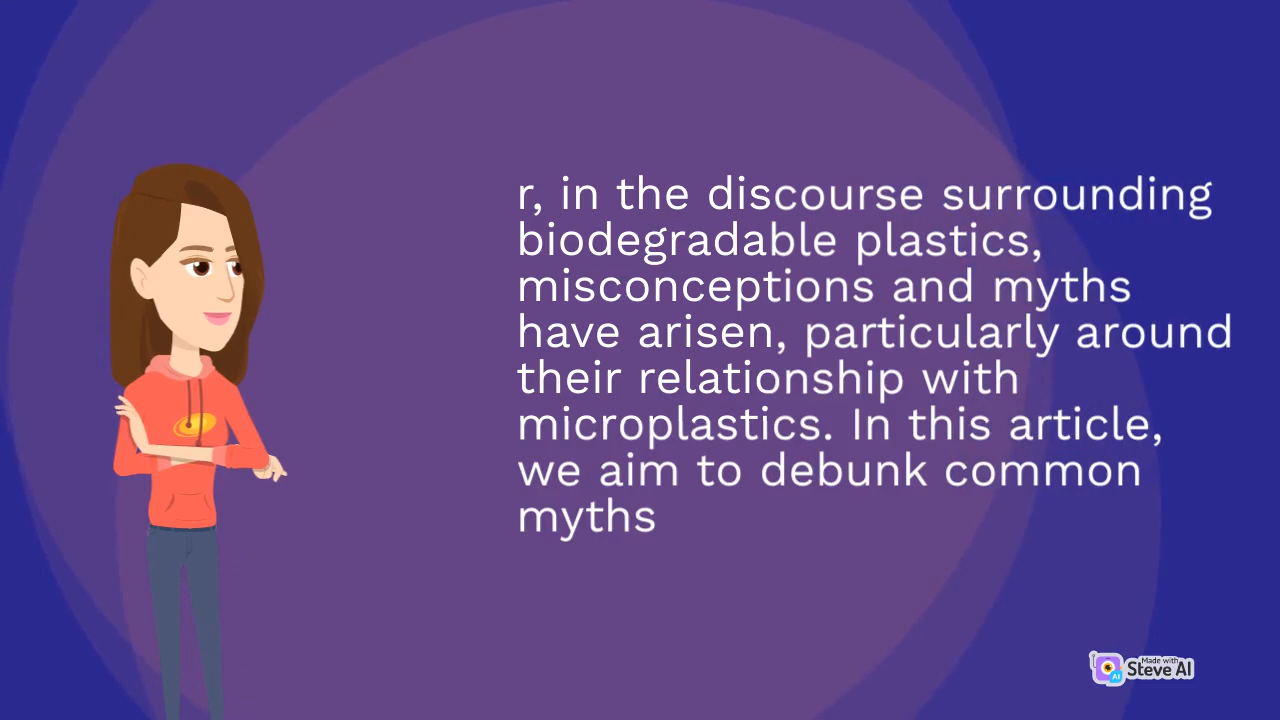 r, in the discourse surrounding
biodegradable plastics,
misconceptions and myths
have arisen, particularly around
their relationship with
microplastics. In this article,
we aim to debunk common
myths
Made with
Steve AI
AI